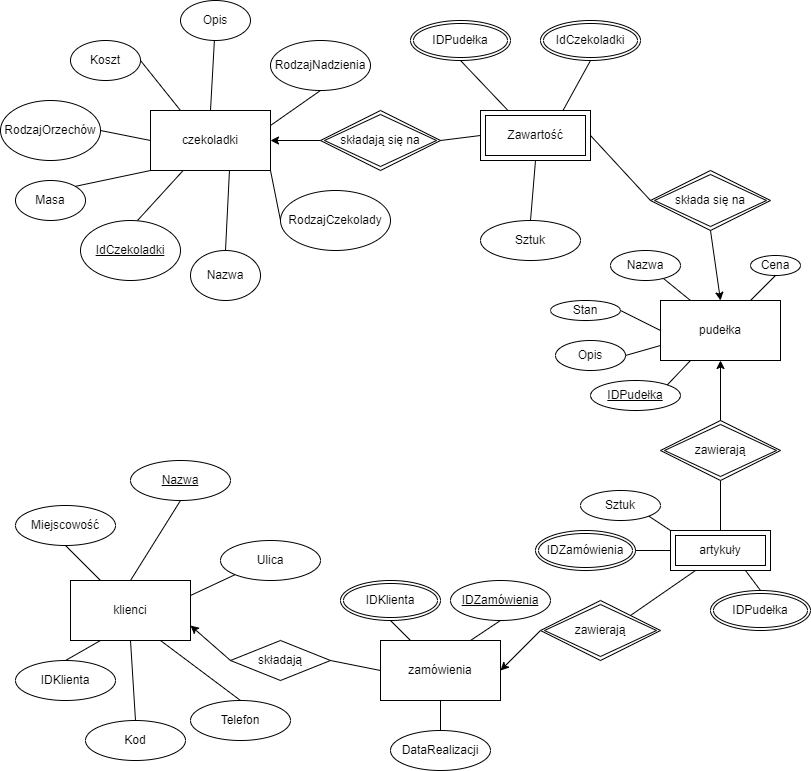 Opis
IDPudełka
IdCzekoladki
Koszt
RodzajNadzienia
RodzajOrzechów
czekoladki
składają się na
Zawartość
Masa
składa się na
RodzajCzekolady
IdCzekoladki
Sztuk
Nazwa
Nazwa
Cena
Stan
pudełka
Opis
IDPudełka
zawierają
Nazwa
Sztuk
Miejscowość
IDZamówienia
artykuły
Ulica
IDKlienta
IDZamówienia
klienci
IDPudełka
zawierają
składają
zamówienia
IDKlienta
Telefon
Kod
DataRealizacji